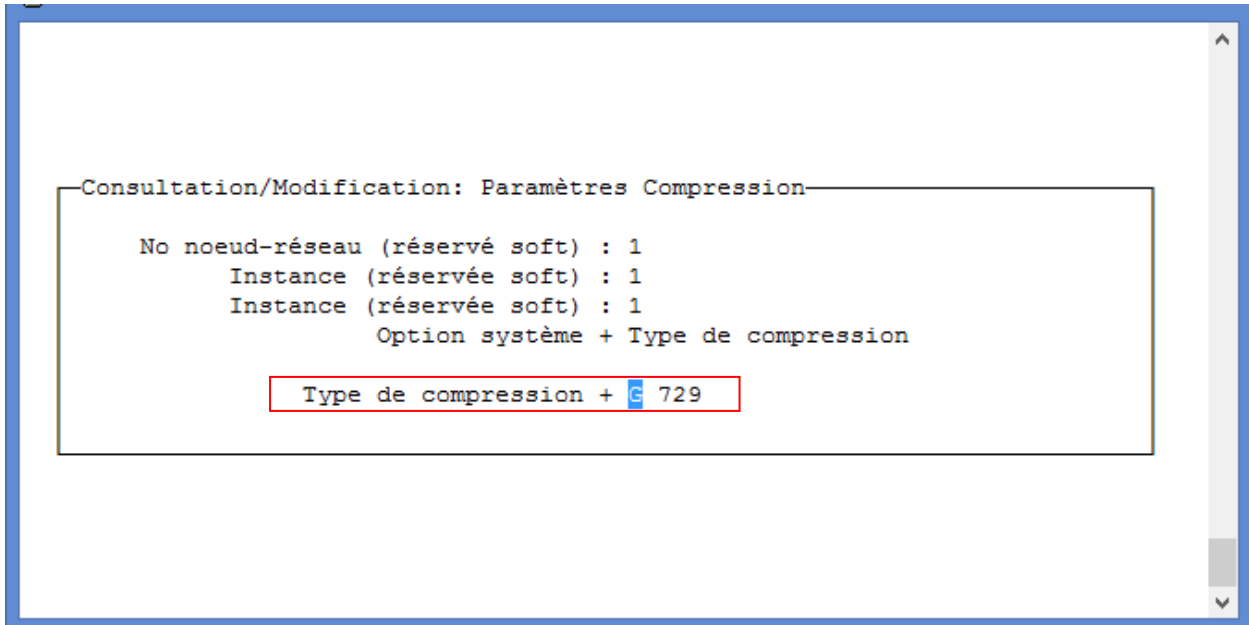 Consultation/Modification: Paramètres Compression
No noeud-réseau (réservé soft) : 1
Instance (réservée soft) : 1
Instance (réservée soft) : 1
Option système + Type de compression
Type de compression + G 729